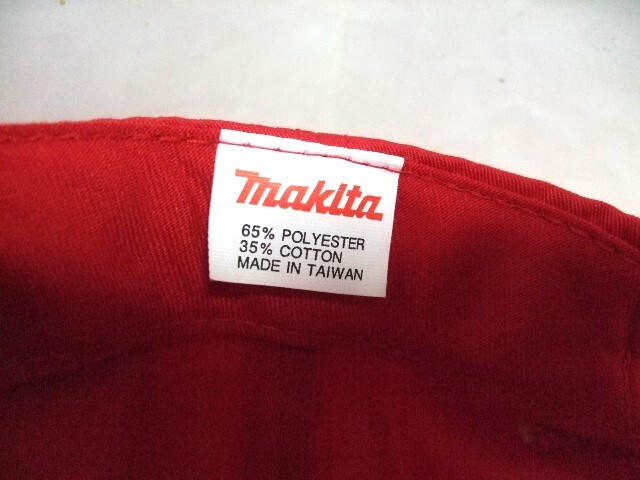 makita
65% POLYESTER
35% COTTON
MADE IN TAIWAN